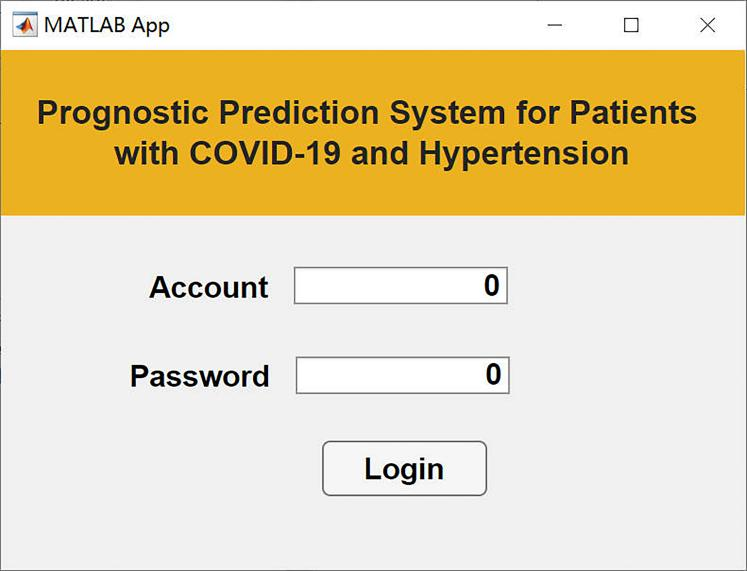 MATLAB App
Prognostic Prediction System for Patients
with COVID-19 and Hypertension
Account 0
Password 0
Login